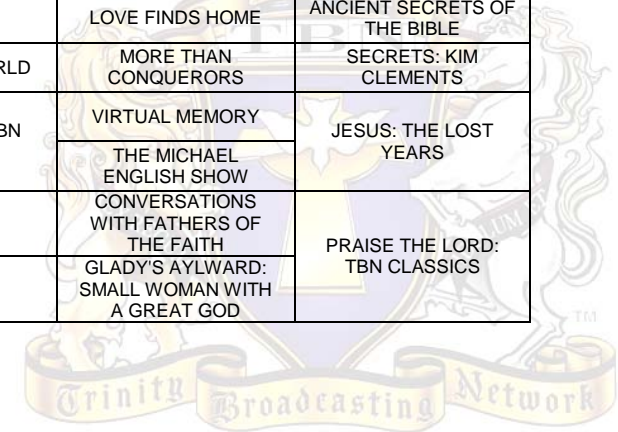 LOVE FINDS HOME
ANCIENT SECRETS OF
THE BIBLE
RLD
MORE THAN
CONQUERORS
SECRETS: KIM
CLEMENTS
BN
VIRTUAL MEMORY
JESUS: THE LOST
YEARS
THE MICHAEL
ENGLISH SHOW
CONVERSATIONS
WITH FATHERS OF
THE FAITH
PRAISE THE LORD:
TBN CLASSICS
GLADY'S AYLWARD:
SMALL WOMAN WITH
A GREAT GOD
TBN
TM
Trinity Broadcasting Network